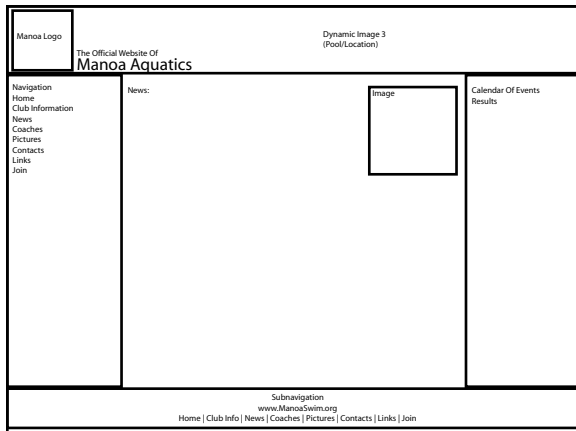 Manoa Logo
The Official Website Of
Manoa Aquatics
Dynamic Image 3
(Pool/Location)
Navigation
Home
Club Information
News
Coaches
Pictures
Contacts
Links
Join
News:
Image
Calendar Of Events
Results
Subnavigation
www.ManoaSwim.org
Home | Club Info | News | Coaches | Pictures | Contacts | Links | Join